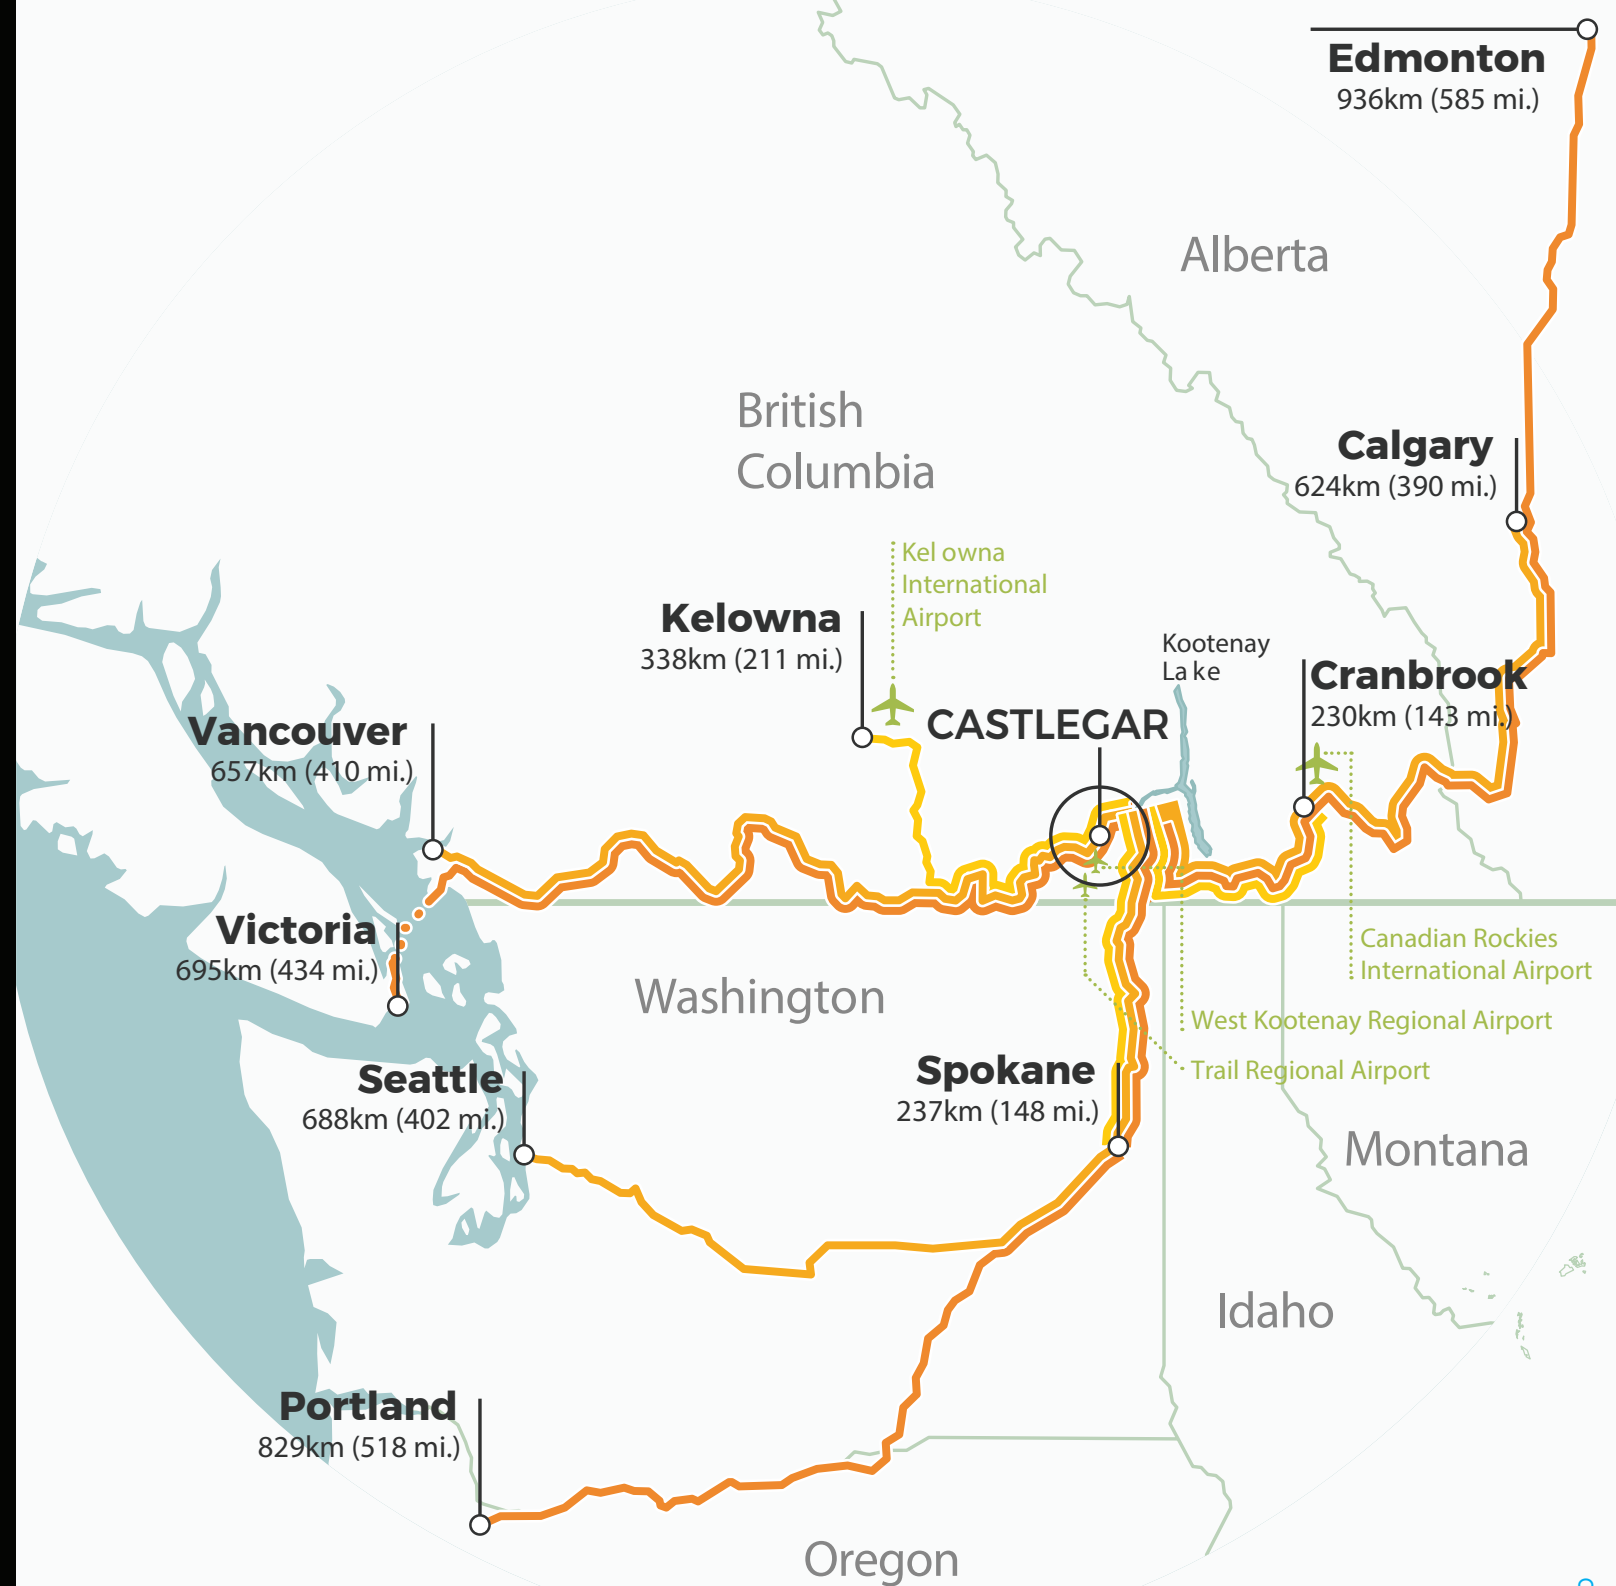 Edmonton
936km (585 mi.)
Alberta
British
Columbia
Calgary
624km (390 mi.)
Kel owna
International
Airport
Kelowna
338km (211 mi.)
Kootenay
La ke
Cranbrook
230km (143 mi.)
Vancouver
657km (410 mi.)
CASTLEGAR
Victoria
695km (434 mi.)
Canadian Rockies
International Airport
Washington
West Kootenay Regional Airport
Spokane
237km (148 mi.)
Trail Regional Airport
Seattle
688km (402 mi.)
Montana
Idaho
Portland
829km (518 mi.)
Oregon